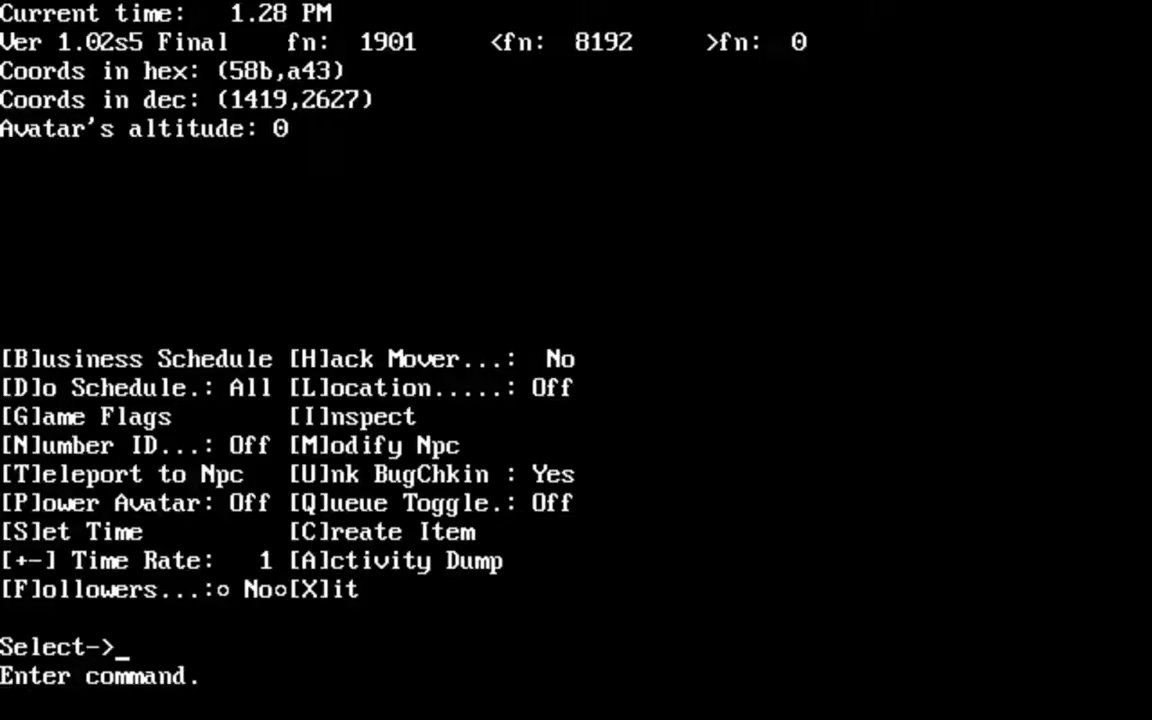 Current time:   1.28 PM
Ver 1.02s5 Final    fn:  1901     <fn:  8192     >fn:  0
Coords in hex: (58b,a43)
Coords in dec: (1419,2627)
Avatar's altitude: 0
[B]usiness Schedule [H]ack Mover...:  No
[D]o Schedule.: All [L]ocation.....: Off
[G]ame Flags        [I]nspect
[N]umber ID...: Off [M]odify Npc
[T]eleport to Npc   [U]nk BugChkin : Yes
[P]ower Avatar: Off [Q]ueue Toggle.: Off
[S]et Time          [C]reate Item
[+-] Time Rate:   1 [A]ctivity Dump
[F]ollowers...:○ No○[X]it
Select->_
Enter command.